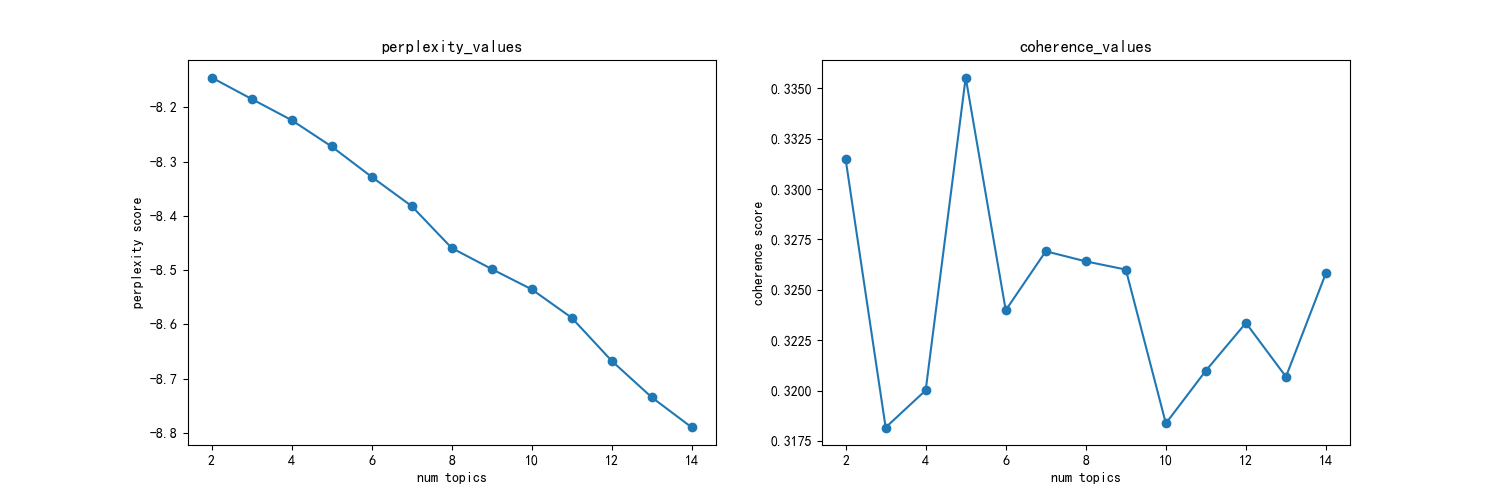 perplexity_values
perplexity score
-8.2
-8.3
-8.4
-8.5
-8.6
-8.7
-8.8
2 4 6 8 10 12 14
num topics
coherence_values
coherence score
0.3350
0.3325
0.3300
0.3275
0.3250
0.3225
0.3200
0.3175
2 4 6 8 10 12 14
num topics